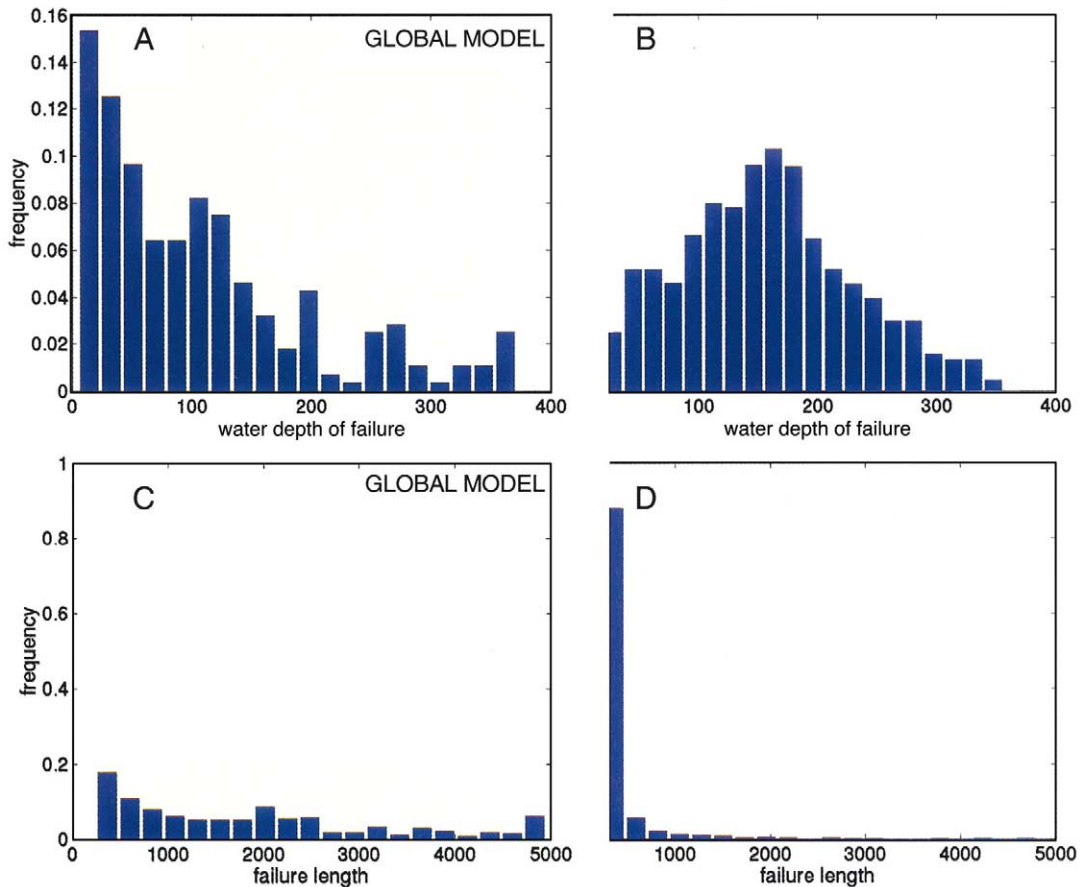 A
GLOBAL MODEL
0.16
0.14
0.12
0.1
0.08
0.06
0.04
0.02
0
frequency
0
100
200
300
400
water depth of failure
B
100
200
300
400
water depth of failure
C
GLOBAL MODEL
1
0.8
0.6
0.4
0.2
0
frequency
0
1000
2000
3000
4000
5000
failure length
D
1000
2000
3000
4000
5000
failure length